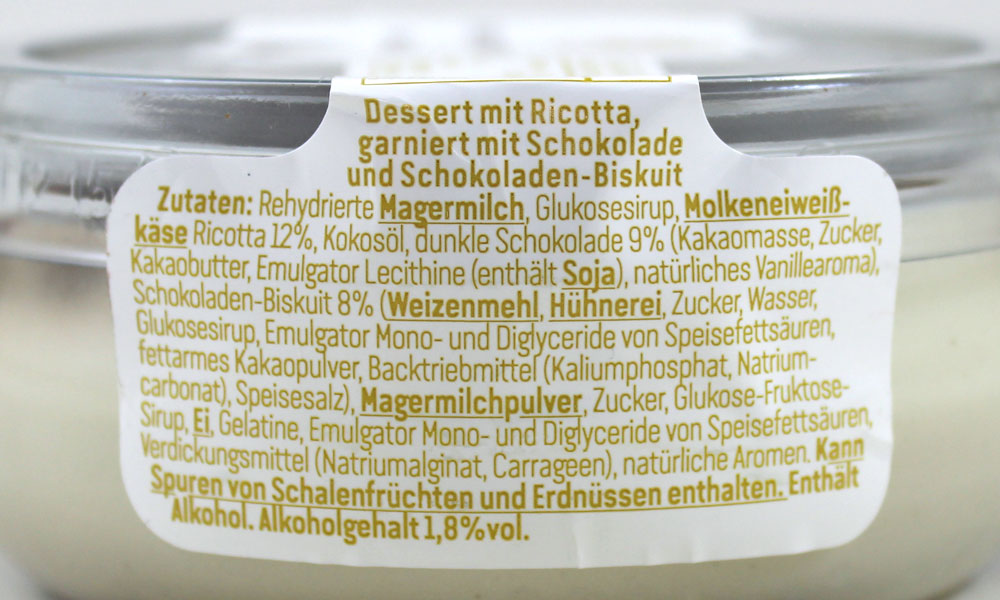 Dessert mit Ricotta,
garniert mit Schokolade
und Schokoladen-Biskuit
Zutaten: Rehydrierte Magermilch, Glukosesirup, Molkeneiweiß-
käse Ricotta 12%, Kokosöl, dunkle Schokolade 9% (Kakaomasse, Zucker,
Kakaobutter, Emulgator Lecithine (enthält Soja), natürliches Vanillearoma),
Schokoladen-Biskuit 8% (Weizenmehl, Hühnerei, Zucker, Wasser,
Glukosesirup, Emulgator Mono- und Diglyceride von Speisefettsäuren,
fettarmes Kakaopulver, Backtriebmittel (Kaliumphosphat, Natrium-
carbonat), Speisesalz), Magermilchpulver, Zucker, Glukose-Fruktose-
Sirup, Ei, Gelatine, Emulgator Mono- und Diglyceride von Speisefettsäuren,
Verdickungsmittel (Natriumalginat, Carrageen), natürliche Aromen. Kann
Spuren von Schalenfrüchten und Erdnüssen enthalten. Enthält
Alkohol. Alkoholgehalt 1,8%vol.